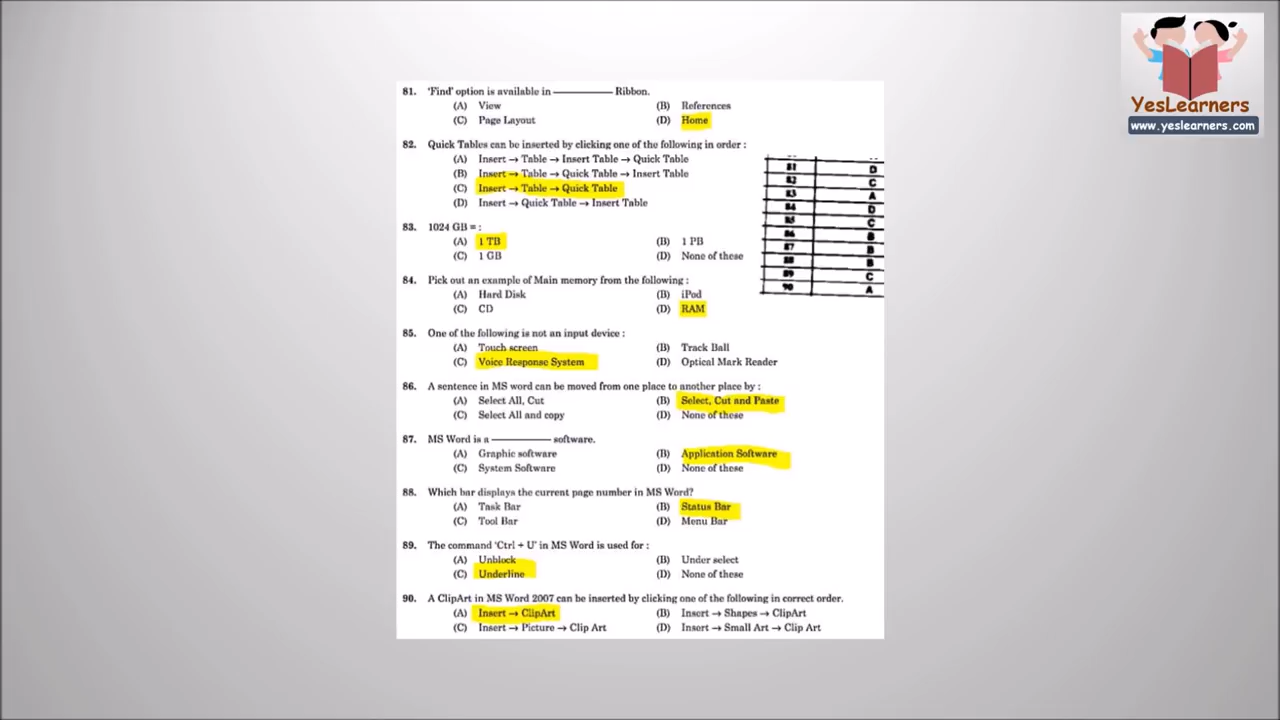 YesLearners
www.yeslearners.com
81. 'Find' option is available in ———— Ribbon.
(A) View (B) References
(C) Page Layout (D) Home
82. Quick Tables can be inserted by clicking one of the following in order :
(A) Insert → Table → Insert Table → Quick Table
(B) Insert → Table → Quick Table → Insert Table
(C) Insert → Table → Quick Table
(D) Insert → Quick Table → Insert Table
83. 1024 GB = :
(A) 1 TB (B) 1 PB
(C) 1 GB (D) None of these
84. Pick out an example of Main memory from the following :
(A) Hard Disk (B) iPod
(C) CD (D) RAM
85. One of the following is not an input device :
(A) Touch screen (B) Track Ball
(C) Voice Response System (D) Optical Mark Reader
86. A sentence in MS word can be moved from one place to another place by :
(A) Select All, Cut (B) Select, Cut and Paste
(C) Select All and copy (D) None of these
87. MS Word is a ———— software.
(A) Graphic software (B) Application Software
(C) System Software (D) None of these
88. Which bar displays the current page number in MS Word?
(A) Task Bar (B) Status Bar
(C) Tool Bar (D) Menu Bar
89. The command 'Ctrl + U' in MS Word is used for :
(A) Unblock (B) Under select
(C) Underline (D) None of these
90. A ClipArt in MS Word 2007 can be inserted by clicking one of the following in correct order.
(A) Insert → ClipArt (B) Insert → Shapes → ClipArt
(C) Insert → Picture → Clip Art (D) Insert → Small Art → Clip Art
81 D
82 C
83 A
84 D
85 C
86 B
87 B
88 B
89 C
90 A